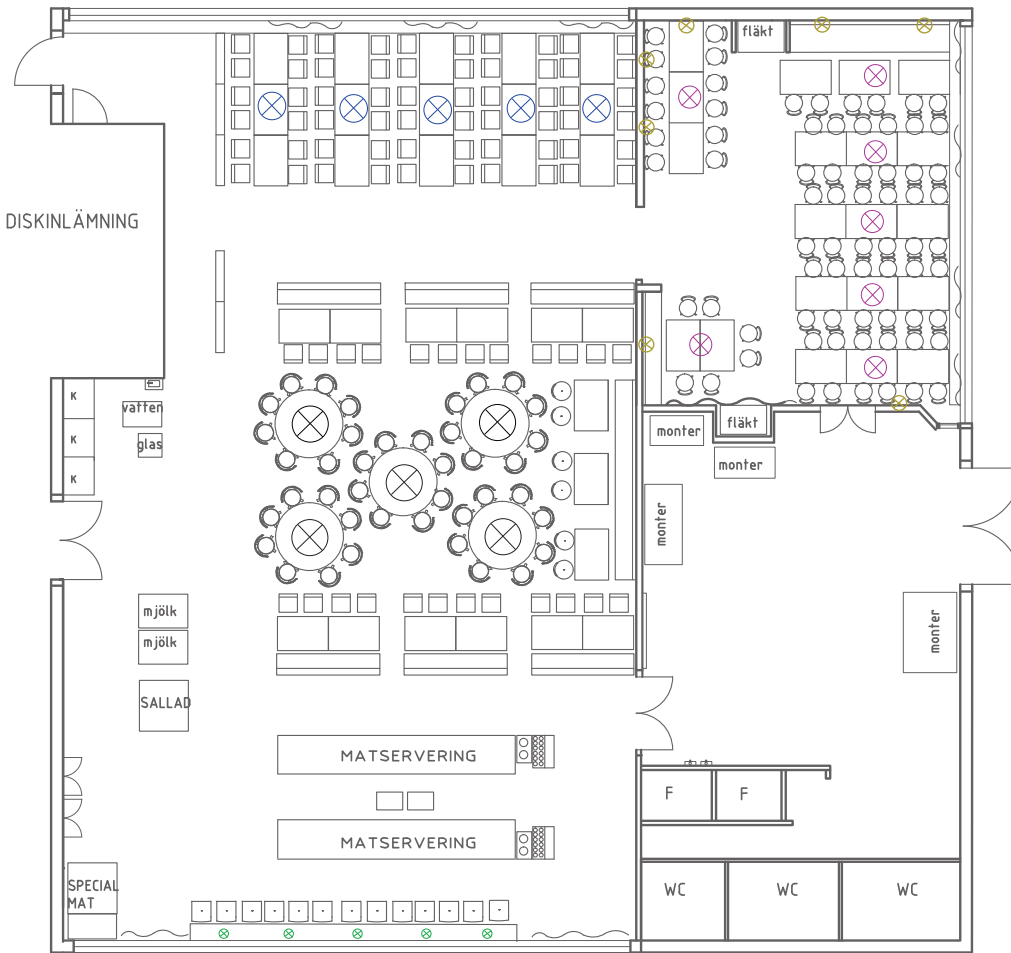 fläkt
DISKINLÄMNING
K
vatten
K
glas
K
fläkt
monter
monter
monter
mjölk
mjölk
monter
SALLAD
MATSERVERING
F
F
MATSERVERING
SPECIAL
MAT
WC
WC
WC